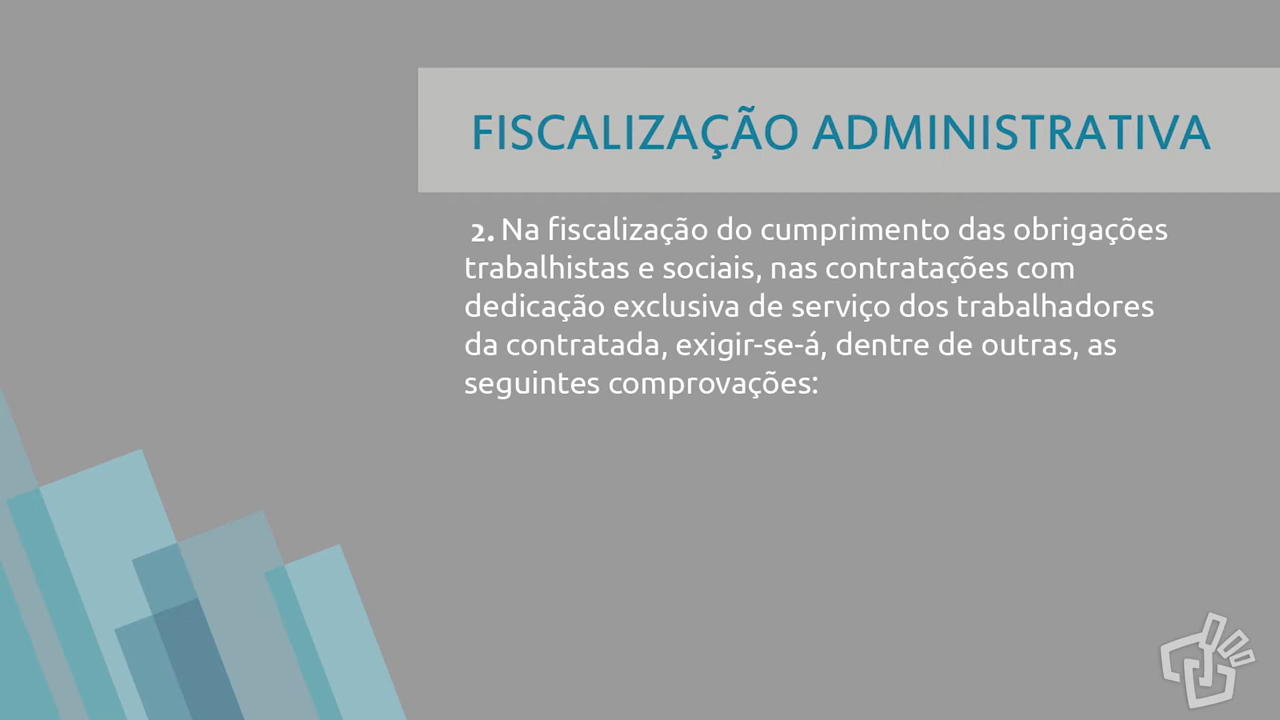 FISCALIZAÇÃO ADMINISTRATIVA
2. Na fiscalização do cumprimento das obrigações
trabalhistas e sociais, nas contratações com
dedicação exclusiva de serviço dos trabalhadores
da contratada, exigir-se-á, dentre de outras, as
seguintes comprovações: